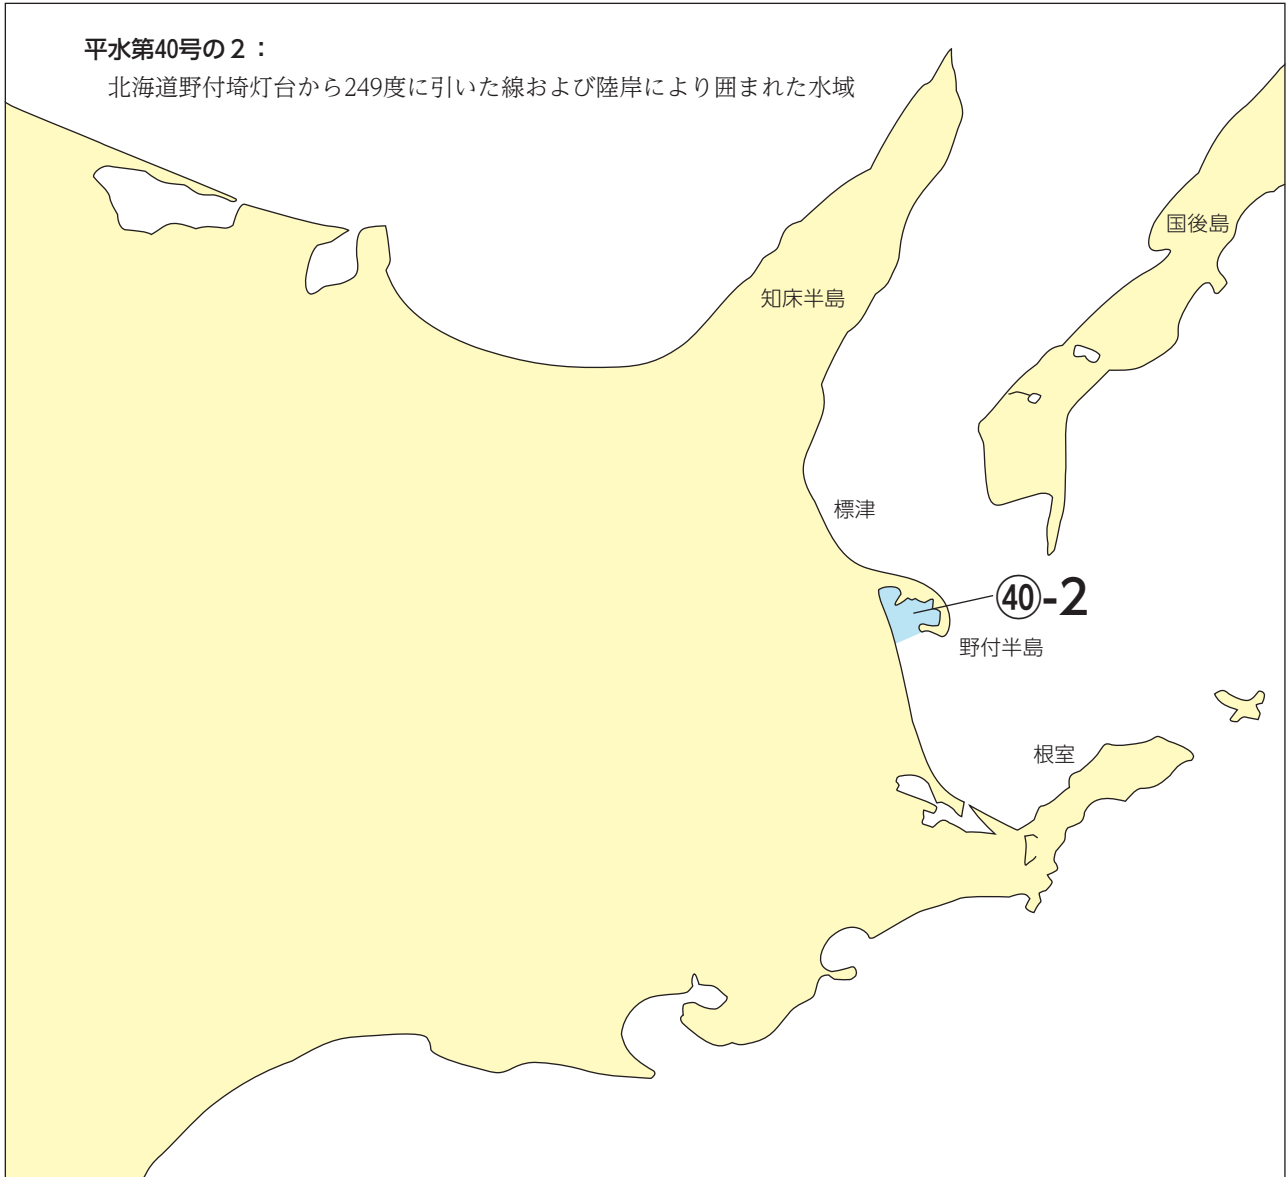 平水第40号の2：
北海道野付埼灯台から249度に引いた線および陸岸により囲まれた水域
国後島
知床半島
標津
㊵-2
野付半島
根室